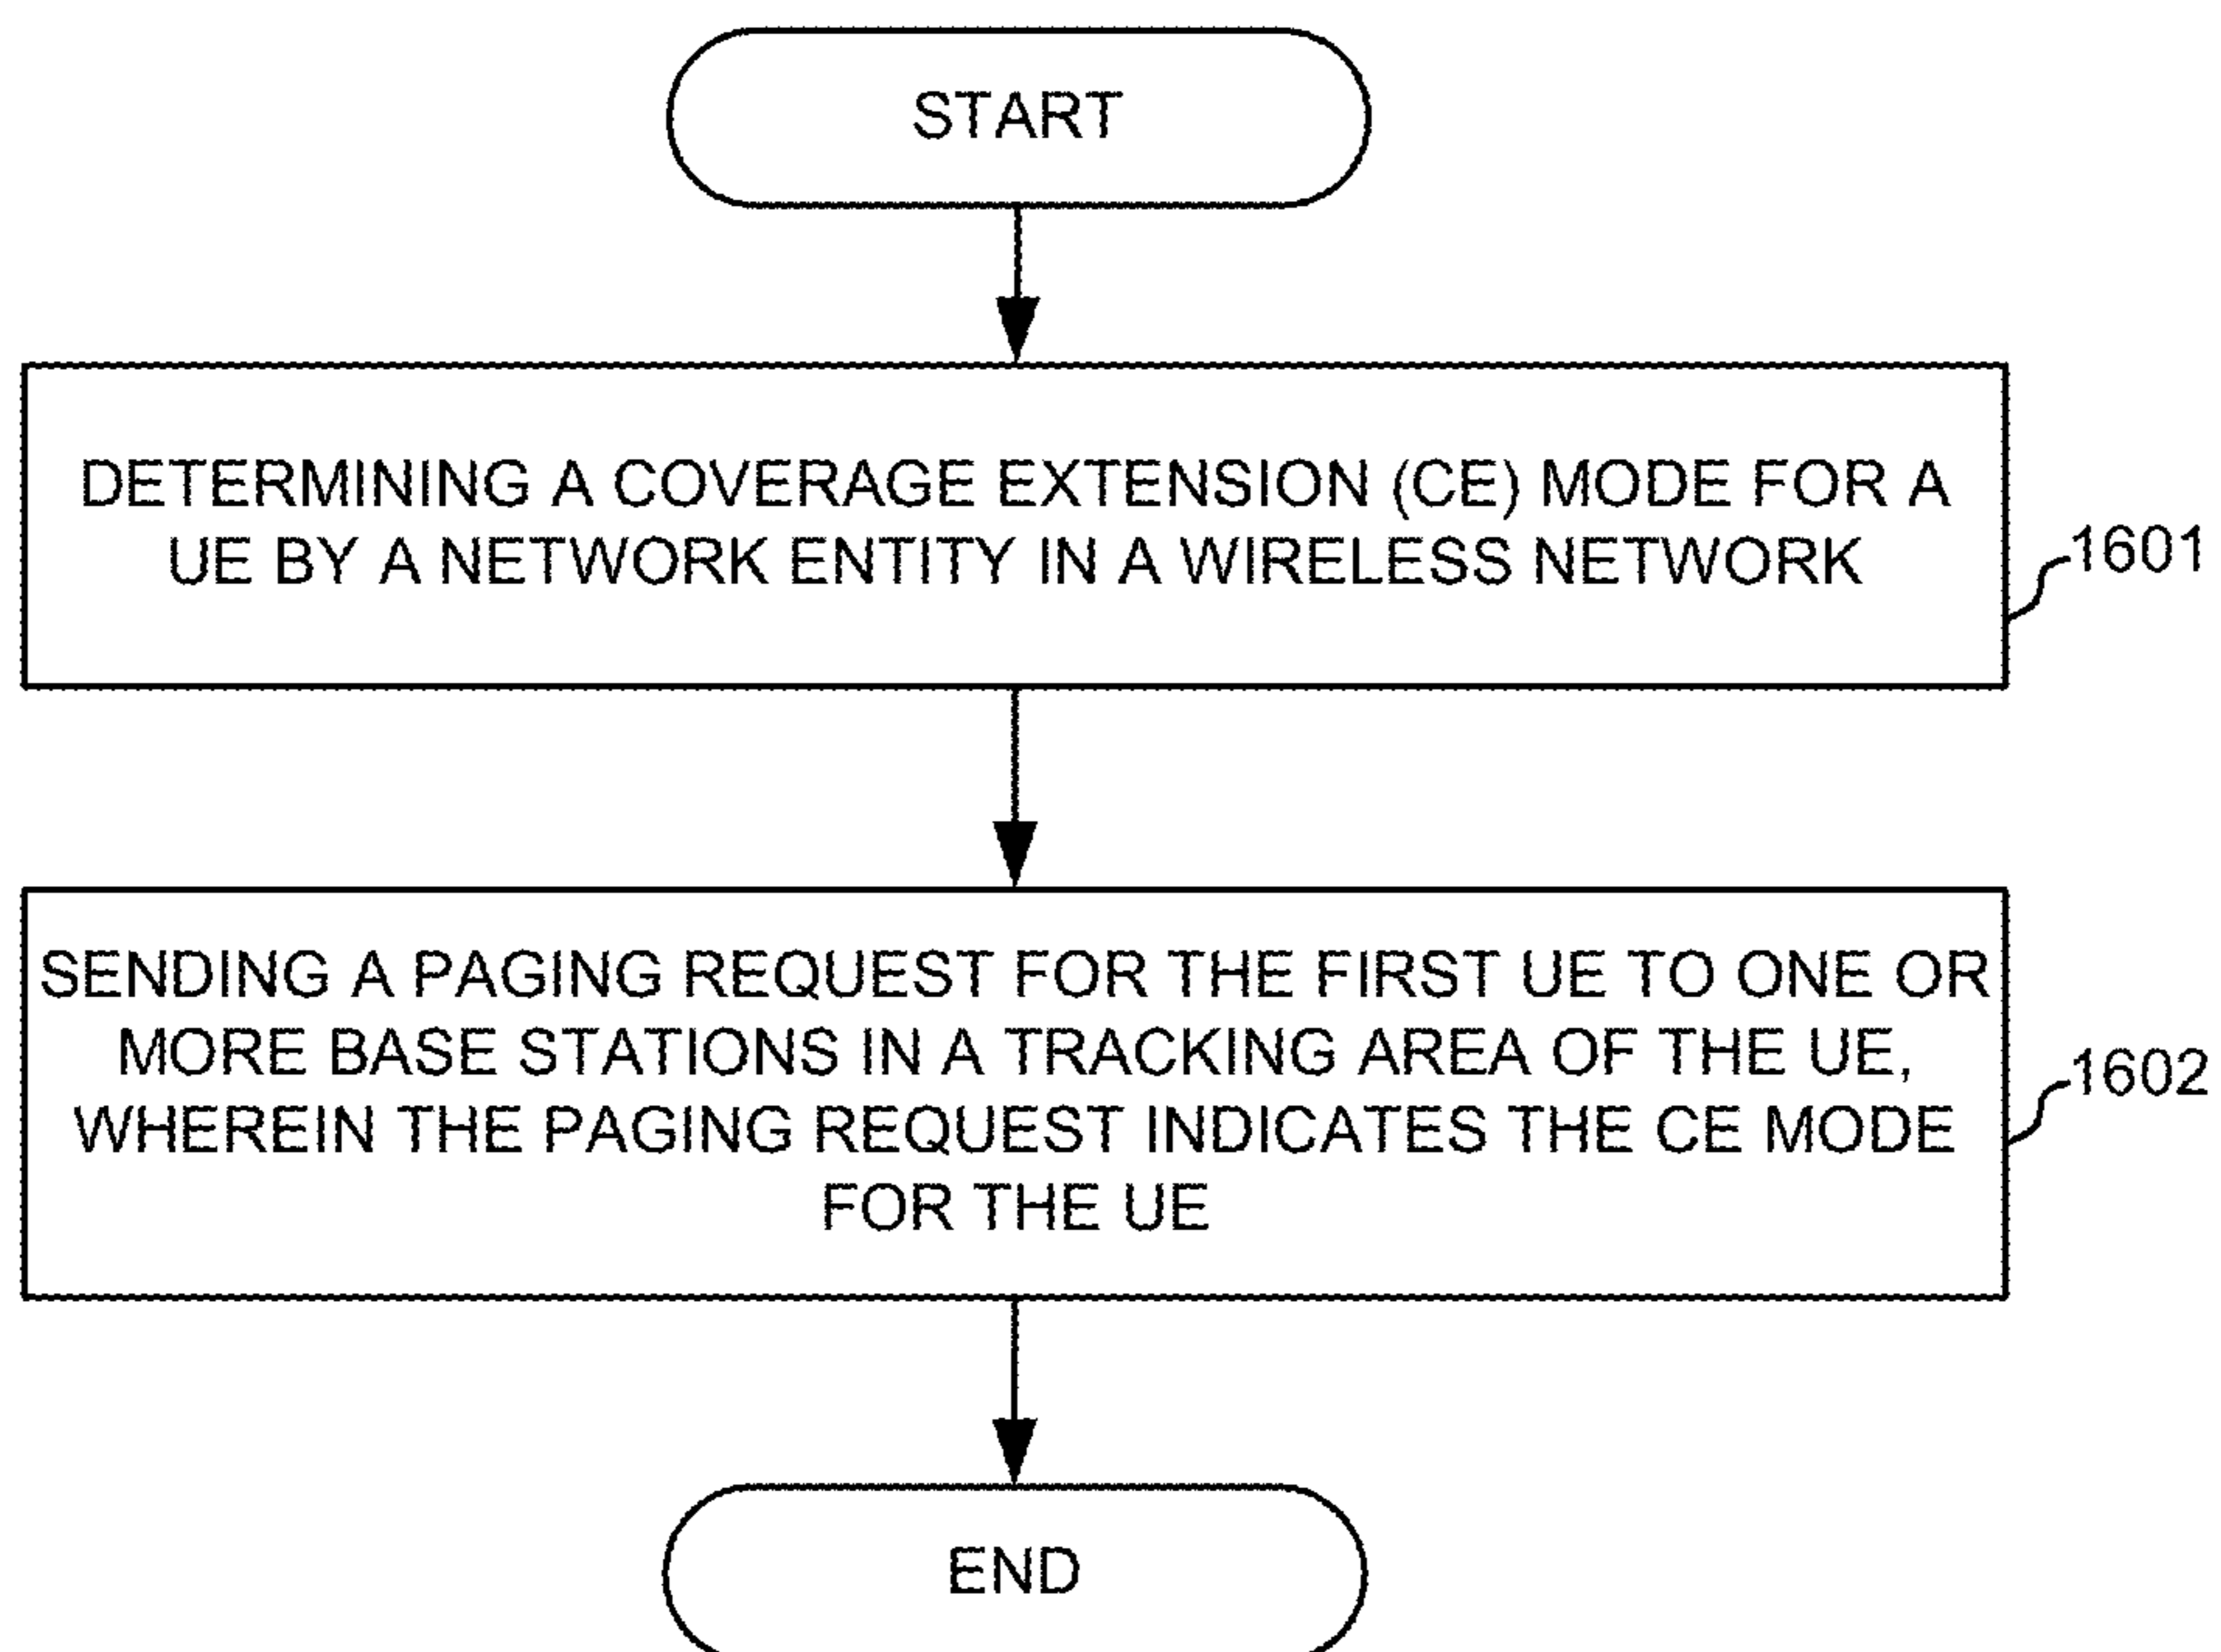 START
DETERMINING A COVERAGE EXTENSION (CE) MODE FOR A
UE BY A NETWORK ENTITY IN A WIRELESS NETWORK
1601
SENDING A PAGING REQUEST FOR THE FIRST UE TO ONE OR
MORE BASE STATIONS IN A TRACKING AREA OF THE UE,
WHEREIN THE PAGING REQUEST INDICATES THE CE MODE
FOR THE UE
1602
END